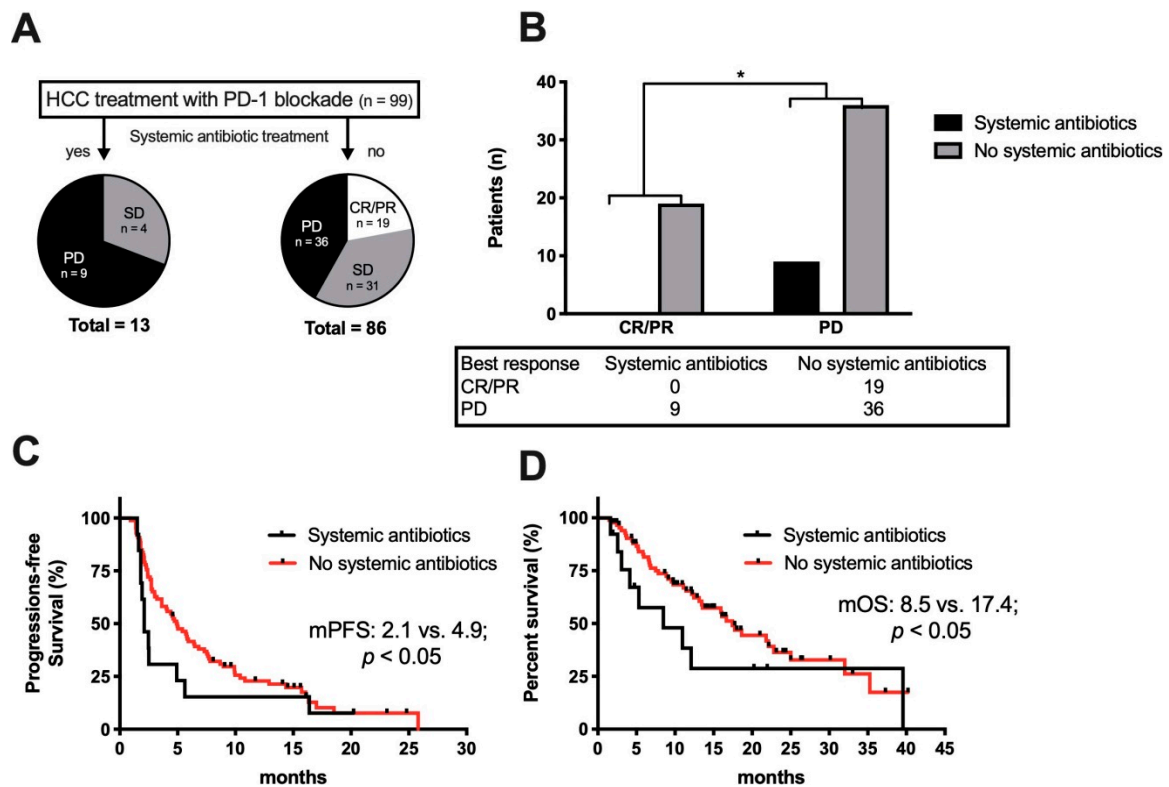 A
HCC treatment with PD-1 blockade (n = 99)
Systemic antibiotic treatment
yes
no
SD
n = 4
PD
n = 9
Total = 13
CR/PR
n = 19
PD
n = 36
SD
n = 31
Total = 86
B
*
Patients (n)
40
30
20
10
0
CR/PR PD
Systemic antibiotics
No systemic antibiotics
Best response Systemic antibiotics No systemic antibiotics
CR/PR 0 19
PD 9 36
C
Progressions-free
Survival (%)
100
75
50
25
0
0 5 10 15 20 25 30
months
Systemic antibiotics
No systemic antibiotics
mPFS: 2.1 vs. 4.9;
p < 0.05
D
Percent survival (%)
100
75
50
25
0
0 5 10 15 20 25 30 35 40 45
months
Systemic antibiotics
No systemic antibiotics
mOS: 8.5 vs. 17.4;
p < 0.05